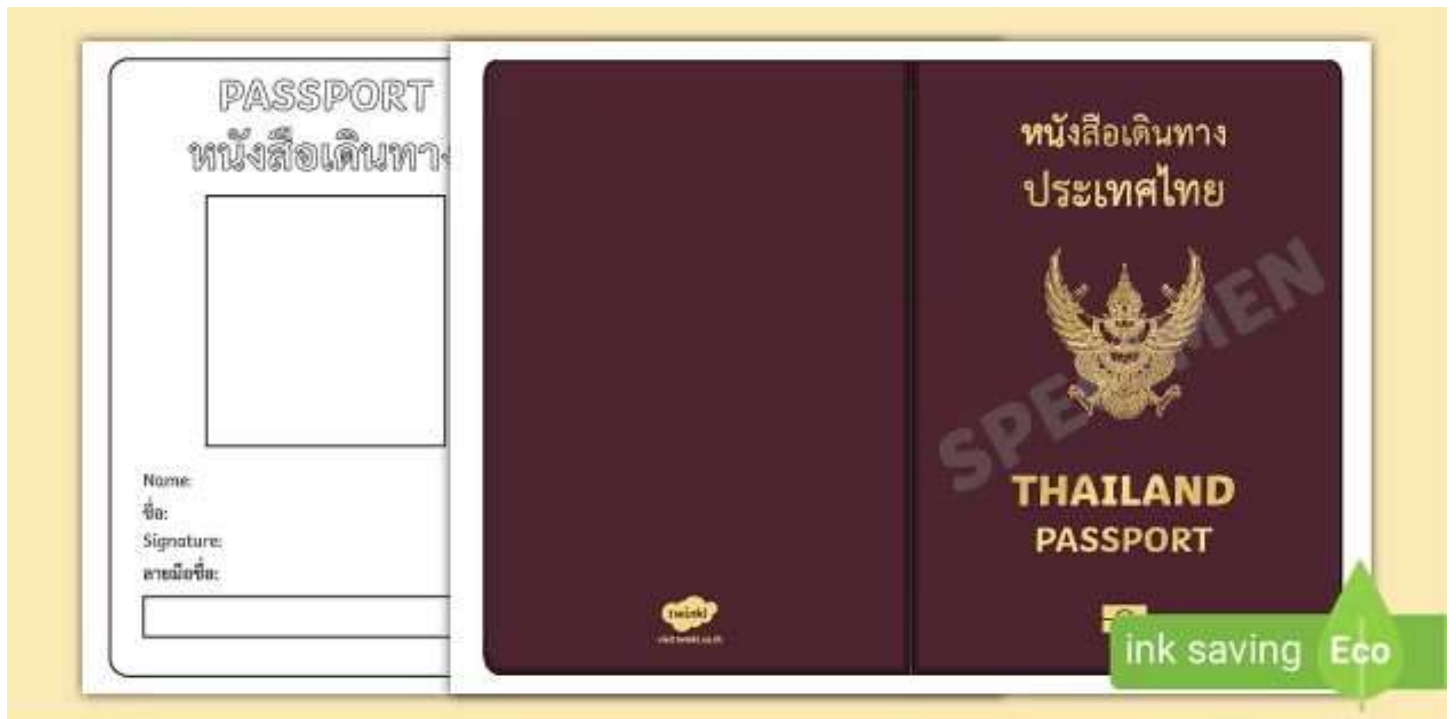 PASSPORT
หนังสือเดินทาง
Name:
ชื่อ:
Signature:
ลายมือชื่อ:
twinkl
หนังสือเดินทาง
ประเทศไทย
SPECIMEN
THAILAND
PASSPORT
ink saving Eco